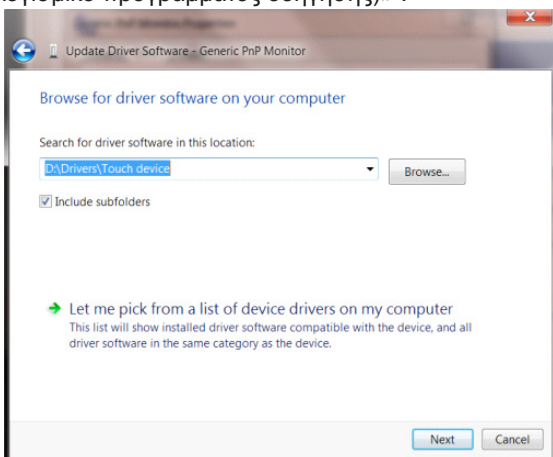 Update Driver Software - Generic PnP Monitor
Browse for driver software on your computer
Search for driver software in this location:
D:\Drivers\Touch device
Browse...
Include subfolders
Let me pick from a list of device drivers on my computer
This list will show installed driver software compatible with the device, and all
driver software in the same category as the device.
Next
Cancel